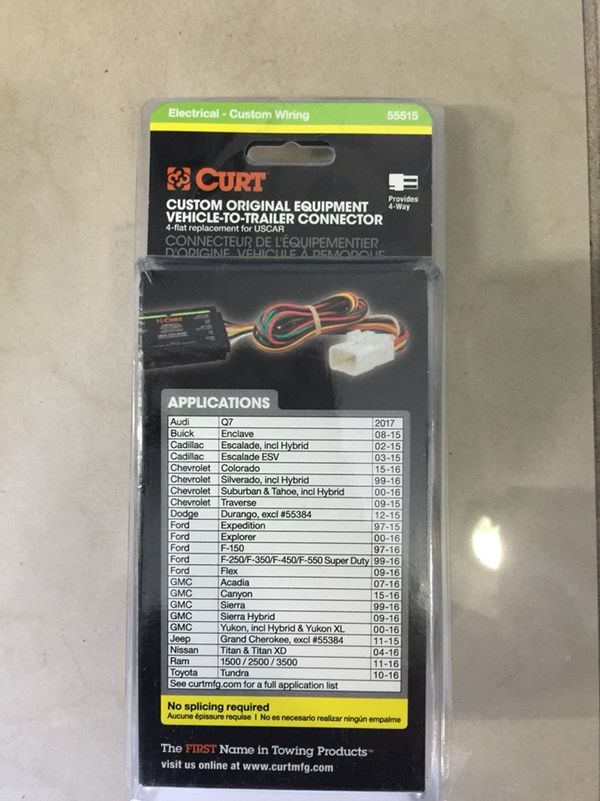 Electrical - Custom Wiring 55515
CURT
Provides
4-Way
CUSTOM ORIGINAL EQUIPMENT
VEHICLE-TO-TRAILER CONNECTOR
4-flat replacement for USCAR
CONNECTEUR DE L'ÉQUIPEMENTIER
D'ORIGINE, VÉHICULE À REMORQUE
CURT
APPLICATIONS
Audi Q7 2017
Buick Enclave 08-15
Cadillac Escalade, incl Hybrid 02-15
Cadillac Escalade ESV 03-15
Chevrolet Colorado 15-16
Chevrolet Silverado, incl Hybrid 99-16
Chevrolet Suburban & Tahoe, incl Hybrid 00-16
Chevrolet Traverse 09-15
Dodge Durango, excl #55384 12-15
Ford Expedition 97-15
Ford Explorer 00-16
Ford F-150 97-16
Ford F-250/F-350/F-450/F-550 Super Duty 99-16
Ford Flex 09-16
GMC Acadia 07-16
GMC Canyon 15-16
GMC Sierra 99-16
GMC Sierra Hybrid 09-16
GMC Yukon, incl Hybrid & Yukon XL 00-16
Jeep Grand Cherokee, excl #55384 11-15
Nissan Titan & Titan XD 04-16
Ram 1500 / 2500 / 3500 11-16
Toyota Tundra 10-16
See curtmfg.com for a full application list
No splicing required
Aucune épissure requise | No es necesario realizar ningún empalme
The FIRST Name in Towing Products™
visit us online at www.curtmfg.com